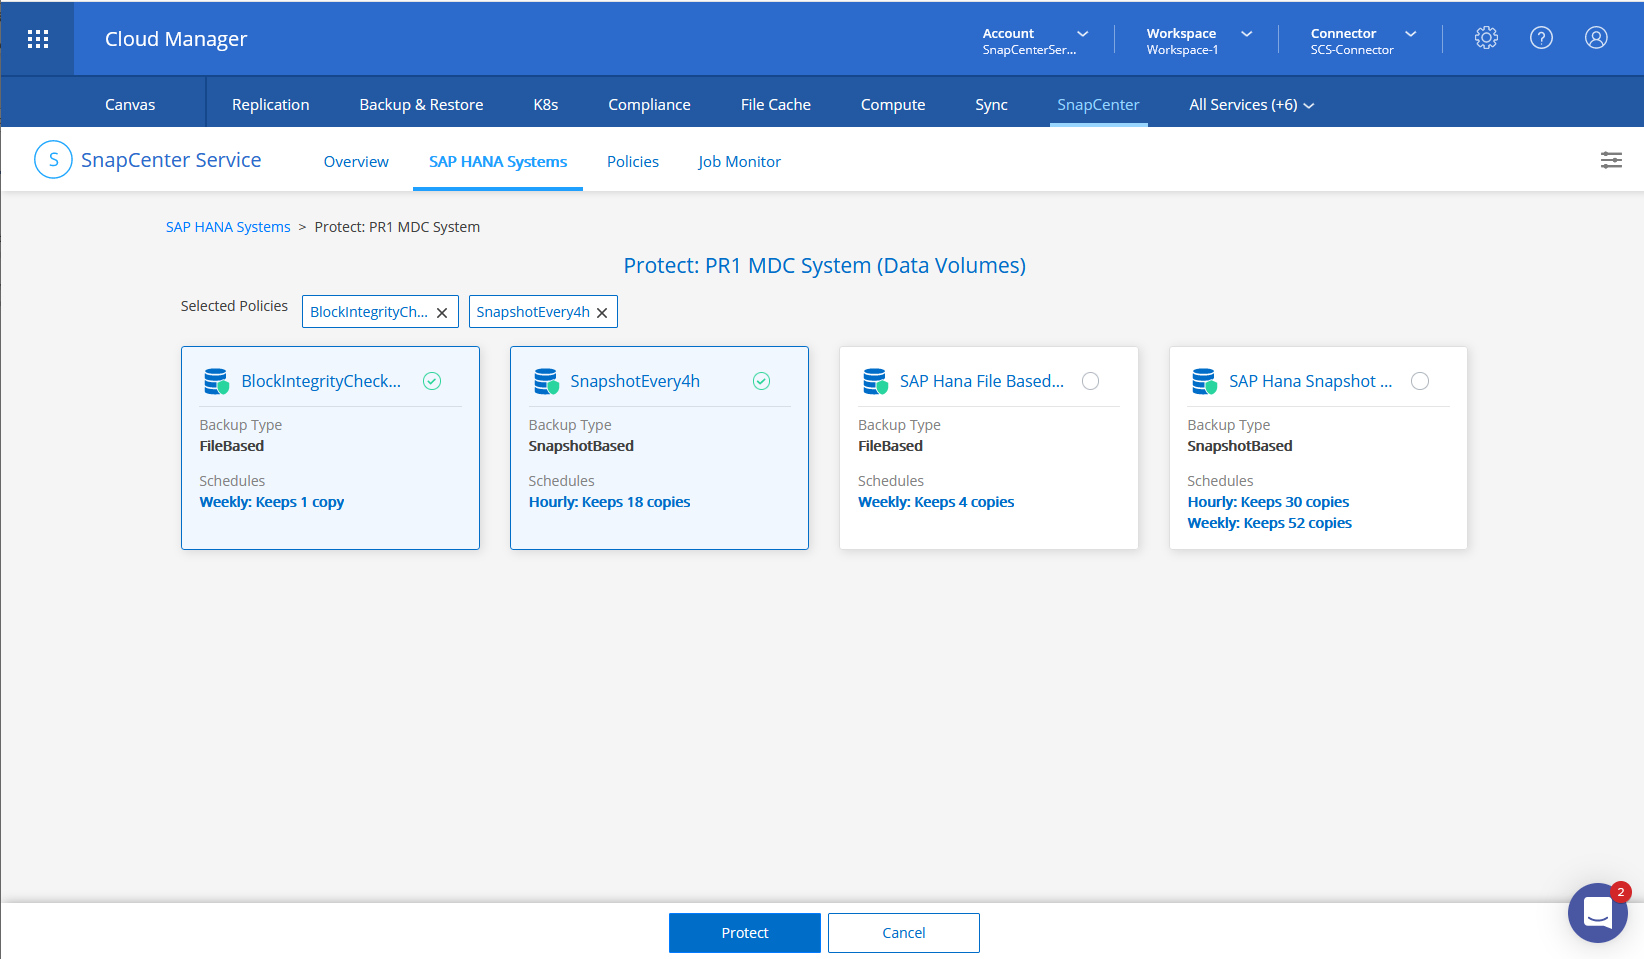 Cloud Manager
Account
SnapCenterSer...
Workspace
Workspace-1
Connector
SCS-Connector
?
Canvas
Replication
Backup & Restore
K8s
Compliance
File Cache
Compute
Sync
SnapCenter
All Services (+6)
S
SnapCenter Service
Overview
SAP HANA Systems
Policies
Job Monitor
SAP HANA Systems > Protect: PR1 MDC System
Protect: PR1 MDC System (Data Volumes)
Selected Policies
BlockIntegrityCh...
SnapshotEvery4h
BlockIntegrityCheck...
Backup Type
FileBased
Schedules
Weekly: Keeps 1 copy
SnapshotEvery4h
Backup Type
SnapshotBased
Schedules
Hourly: Keeps 18 copies
SAP Hana File Based...
Backup Type
FileBased
Schedules
Weekly: Keeps 4 copies
SAP Hana Snapshot ...
Backup Type
SnapshotBased
Schedules
Hourly: Keeps 30 copies
Weekly: Keeps 52 copies
2
Protect
Cancel